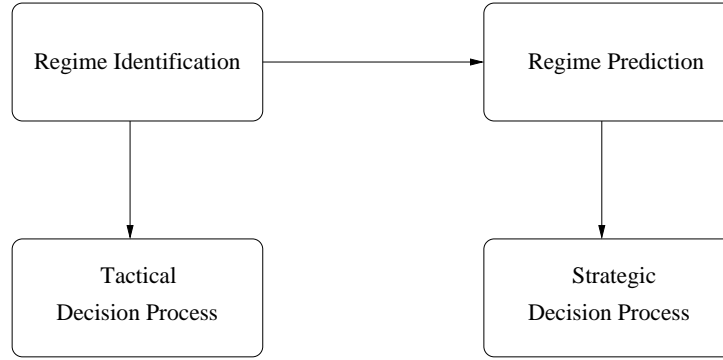 Regime Identification
Regime Prediction
Tactical
Decision Process
Strategic
Decision Process